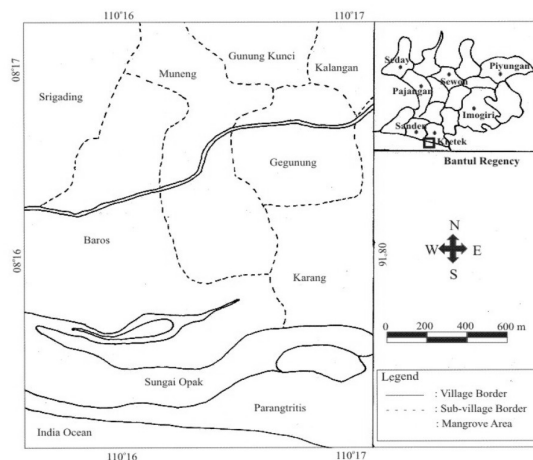 110°16
110°17
08°17
Gunung Kunci
Muneng
Kalangan
Srigading
Gegunung
Baros
08°16
08°16
Karang
Sungai Opak
Parangtritis
India Ocean
110°16
110°17
Seday
Piyungan
Sewon
Pajangan
Imogiri
Sanden
Kretek
Bantul Regency
N
W E
S
0 200 400 600 m
Legend
: Village Border
: Sub-village Border
: Mangrove Area